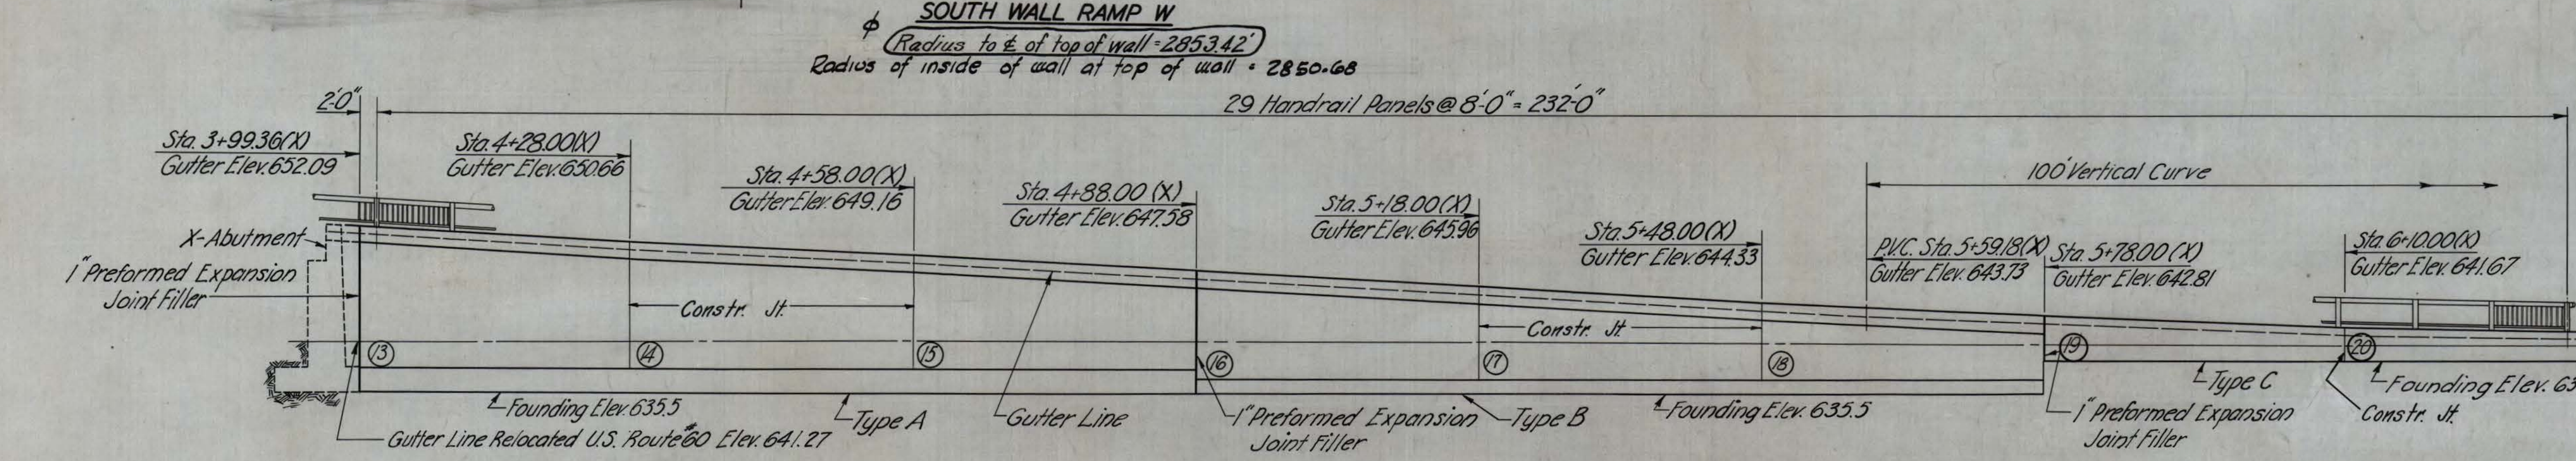 SOUTH WALL RAMP W
ϕ Radius to ℄ of top of wall = 2853.42'
Radius of inside of wall at top of wall = 2850.68
2'-0"
29 Handrail Panels @ 8'-0" = 232'-0"
Sta. 3+99.36(X)
Gutter Elev. 652.09
Sta. 4+28.00(X)
Gutter Elev. 650.66
Sta. 4+58.00(X)
Gutter Elev. 649.16
Sta. 4+88.00 (X)
Gutter Elev. 647.58
Sta. 5+18.00(X)
Gutter Elev. 645.96
Sta. 5+48.00(X)
Gutter Elev. 644.33
100' Vertical Curve
P.V.C. Sta. 5+59.18(X)
Gutter Elev. 643.73
Sta. 5+78.00 (X)
Gutter Elev. 642.81
Sta. 6+10.00(X)
Gutter Elev. 641.67
X-Abutment
1" Preformed Expansion
Joint Filler
Constr. Jt.
Constr. Jt.
13
14
15
16
17
18
19
20
Founding Elev. 635.5
Type A
Gutter Line
1" Preformed Expansion
Joint Filler
Type B
Founding Elev. 635.5
1" Preformed Expansion
Joint Filler
Type C
Constr. Jt.
Founding Elev. 63
Gutter Line Relocated U.S. Route #60 Elev. 641.27